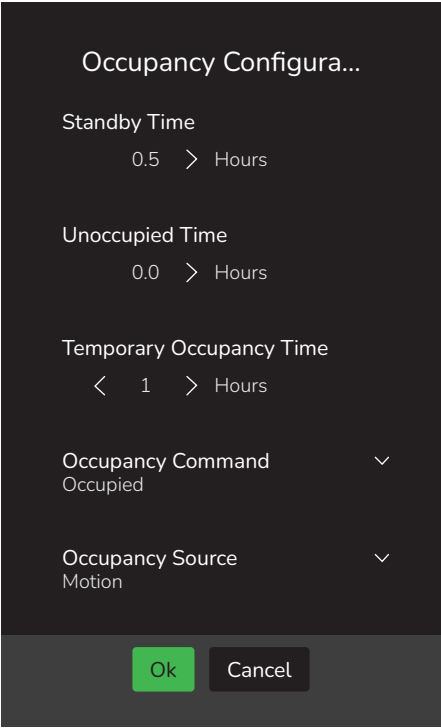 Occupancy Configura...
Standby Time
0.5 > Hours
Unoccupied Time
0.0 > Hours
Temporary Occupancy Time
< 1 > Hours
Occupancy Command
Occupied
Occupancy Source
Motion
Ok Cancel